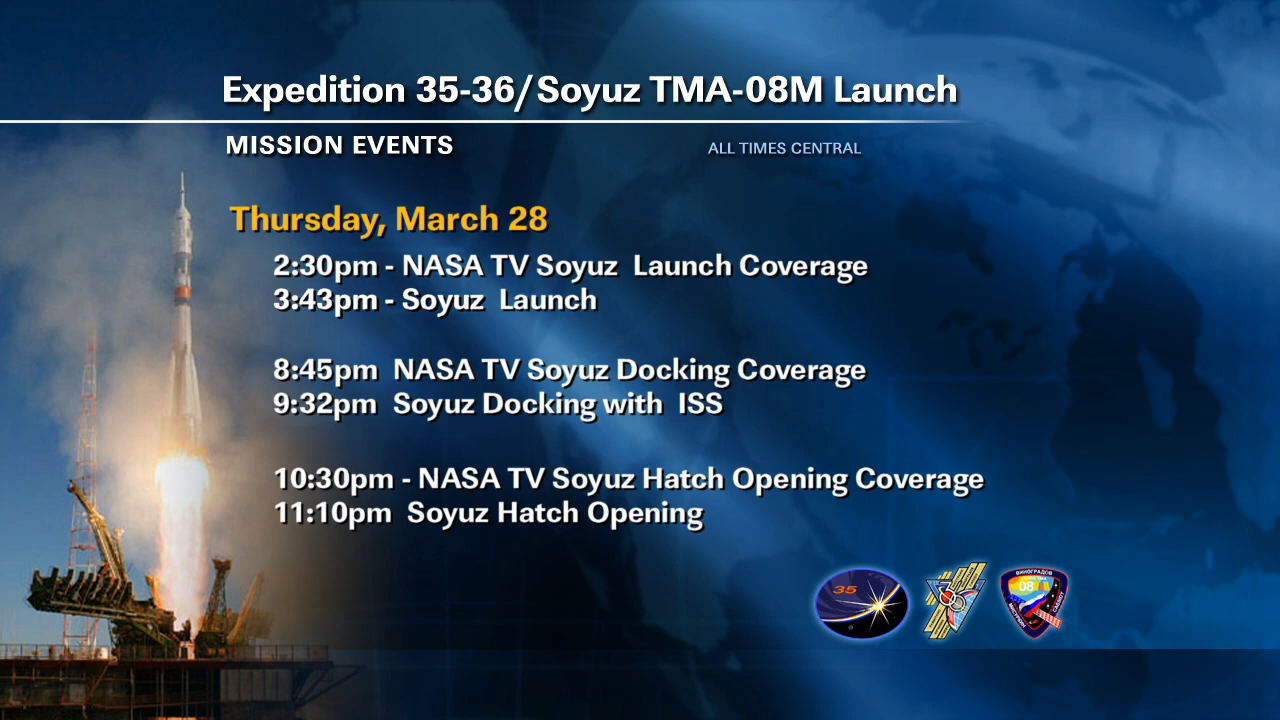 Expedition 35-36/Soyuz TMA-08M Launch
MISSION EVENTS
ALL TIMES CENTRAL
Thursday, March 28
2:30pm - NASA TV Soyuz Launch Coverage
3:43pm - Soyuz Launch
8:45pm NASA TV Soyuz Docking Coverage
9:32pm Soyuz Docking with ISS
10:30pm - NASA TV Soyuz Hatch Opening Coverage
11:10pm Soyuz Hatch Opening
35
ВИНОГРАДОВ
08